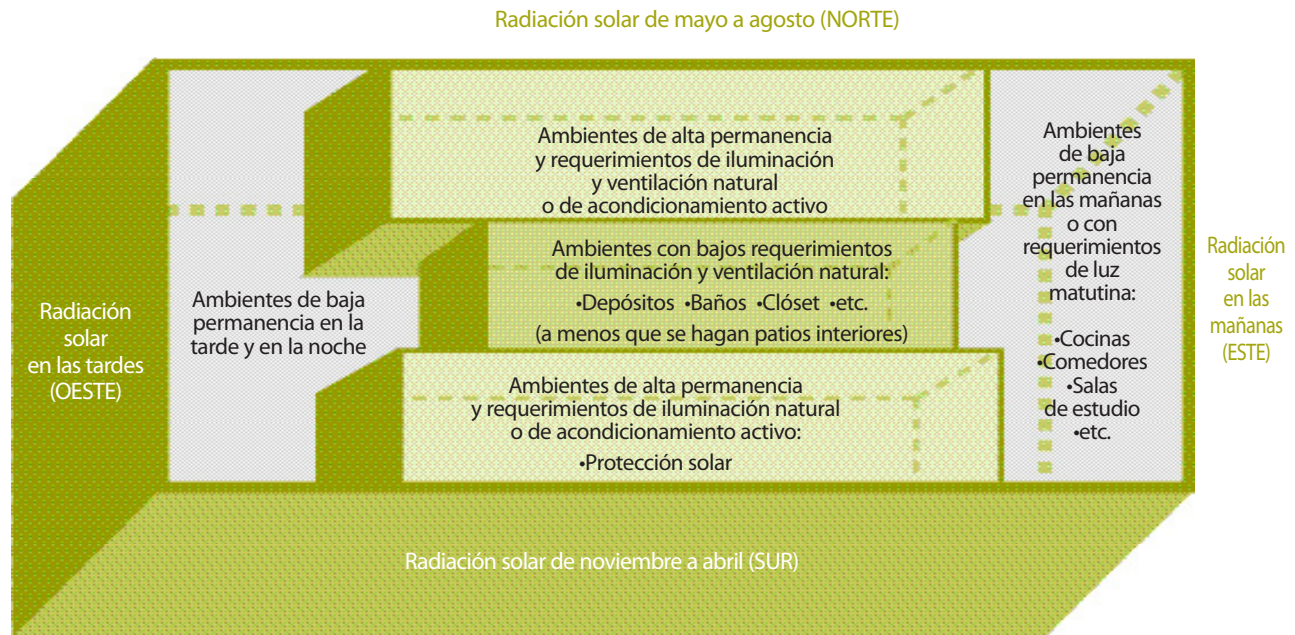 Radiación solar de mayo a agosto (NORTE)
Ambientes de alta permanencia
y requerimientos de iluminación
y ventilación natural
o de acondicionamiento activo
Ambientes
de baja
permanencia
en las mañanas
o con
requerimientos
de luz
matutina:
•Cocinas
•Comedores
•Salas
de estudio
•etc.
Radiación
solar
en las
mañanas
(ESTE)
Ambientes con bajos requerimientos
de iluminación y ventilación natural:
•Depósitos •Baños •Clóset •etc.
(a menos que se hagan patios interiores)
Ambientes de baja
permanencia en la
tarde y en la noche
Radiación
solar
en las tardes
(OESTE)
Ambientes de alta permanencia
y requerimientos de iluminación natural
o de acondicionamiento activo:
•Protección solar
Radiación solar de noviembre a abril (SUR)